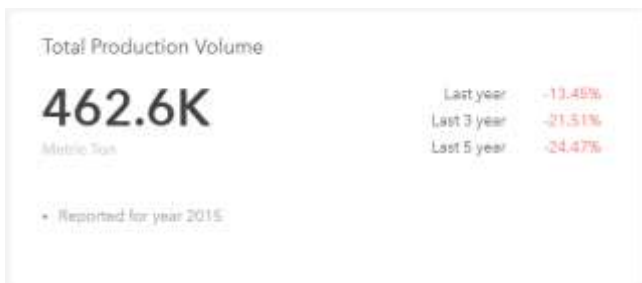 Total Production Volume
462.6K
Metric Ton
Last year -13.45%
Last 3 year -21.51%
Last 5 year -24.47%
• Reported for year 2015